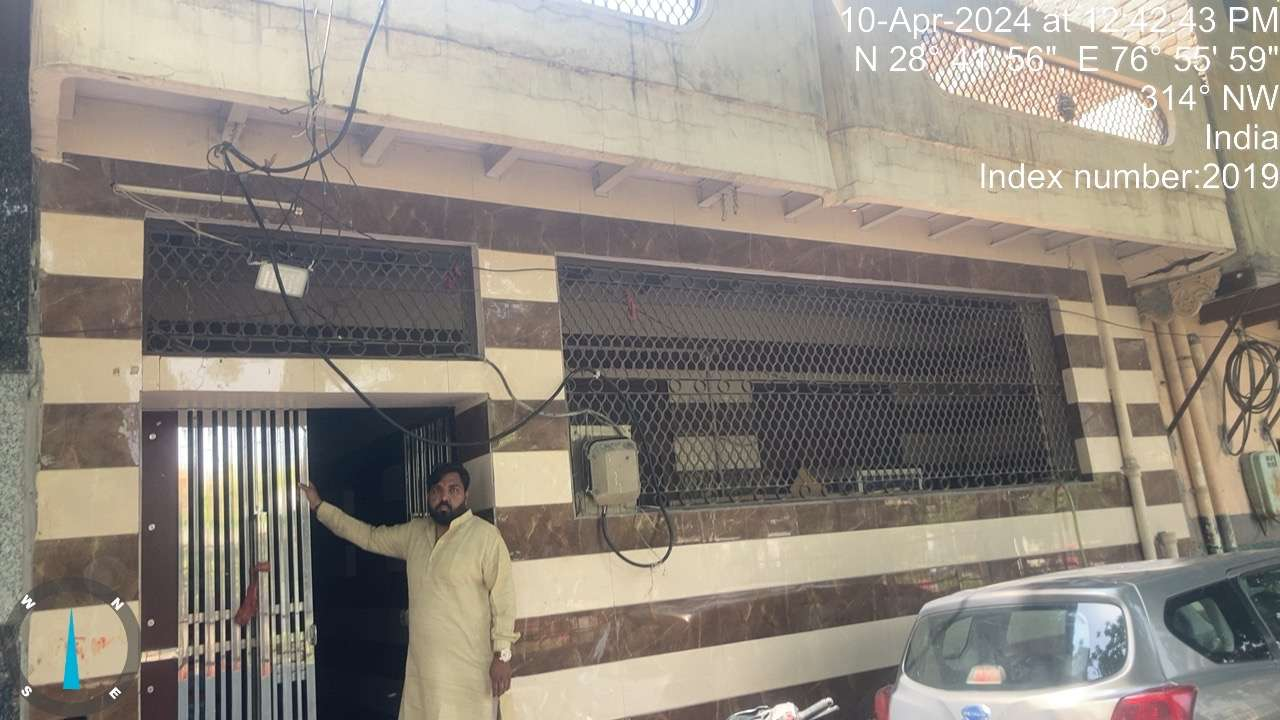 10-Apr-2024 at 12:42:43 PM
N 28° 41' 56", E 76° 55' 59"
314° NW
India
Index number:2019
W N
S E